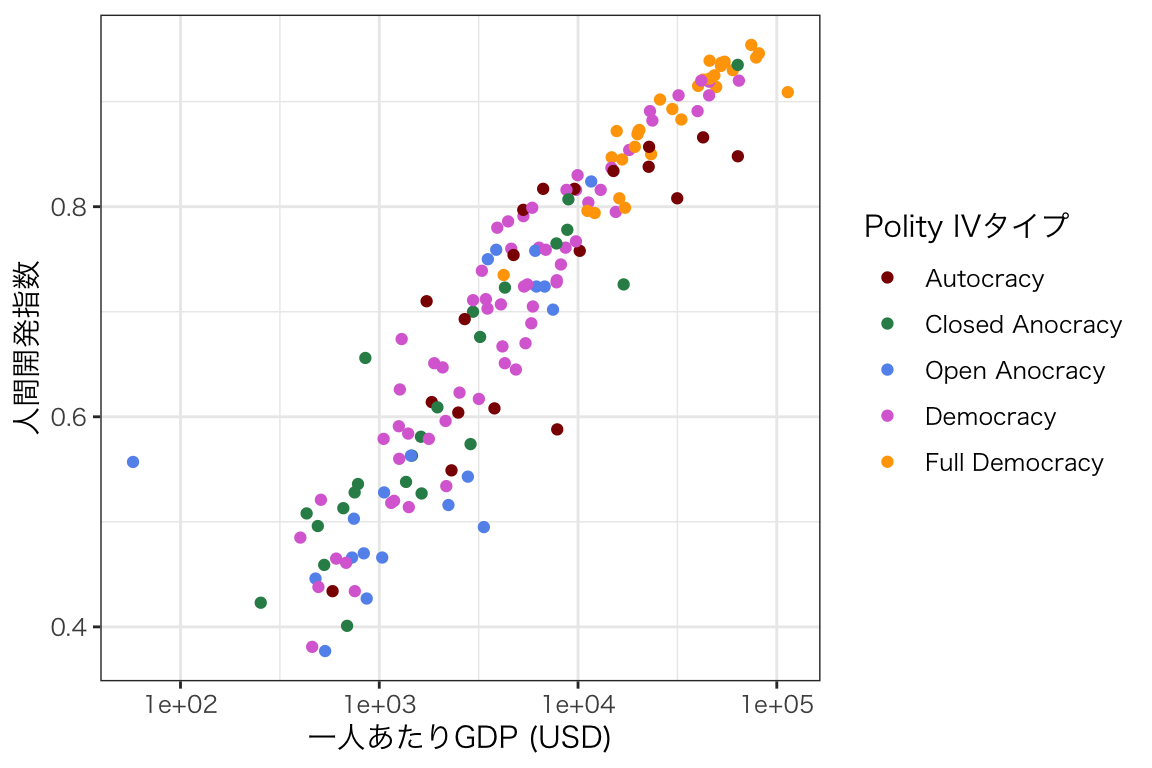 人間開発指数
0.8
0.6
0.4
1e+02 1e+03 1e+04 1e+05
一人あたりGDP (USD)
Polity IVタイプ
Autocracy
Closed Anocracy
Open Anocracy
Democracy
Full Democracy